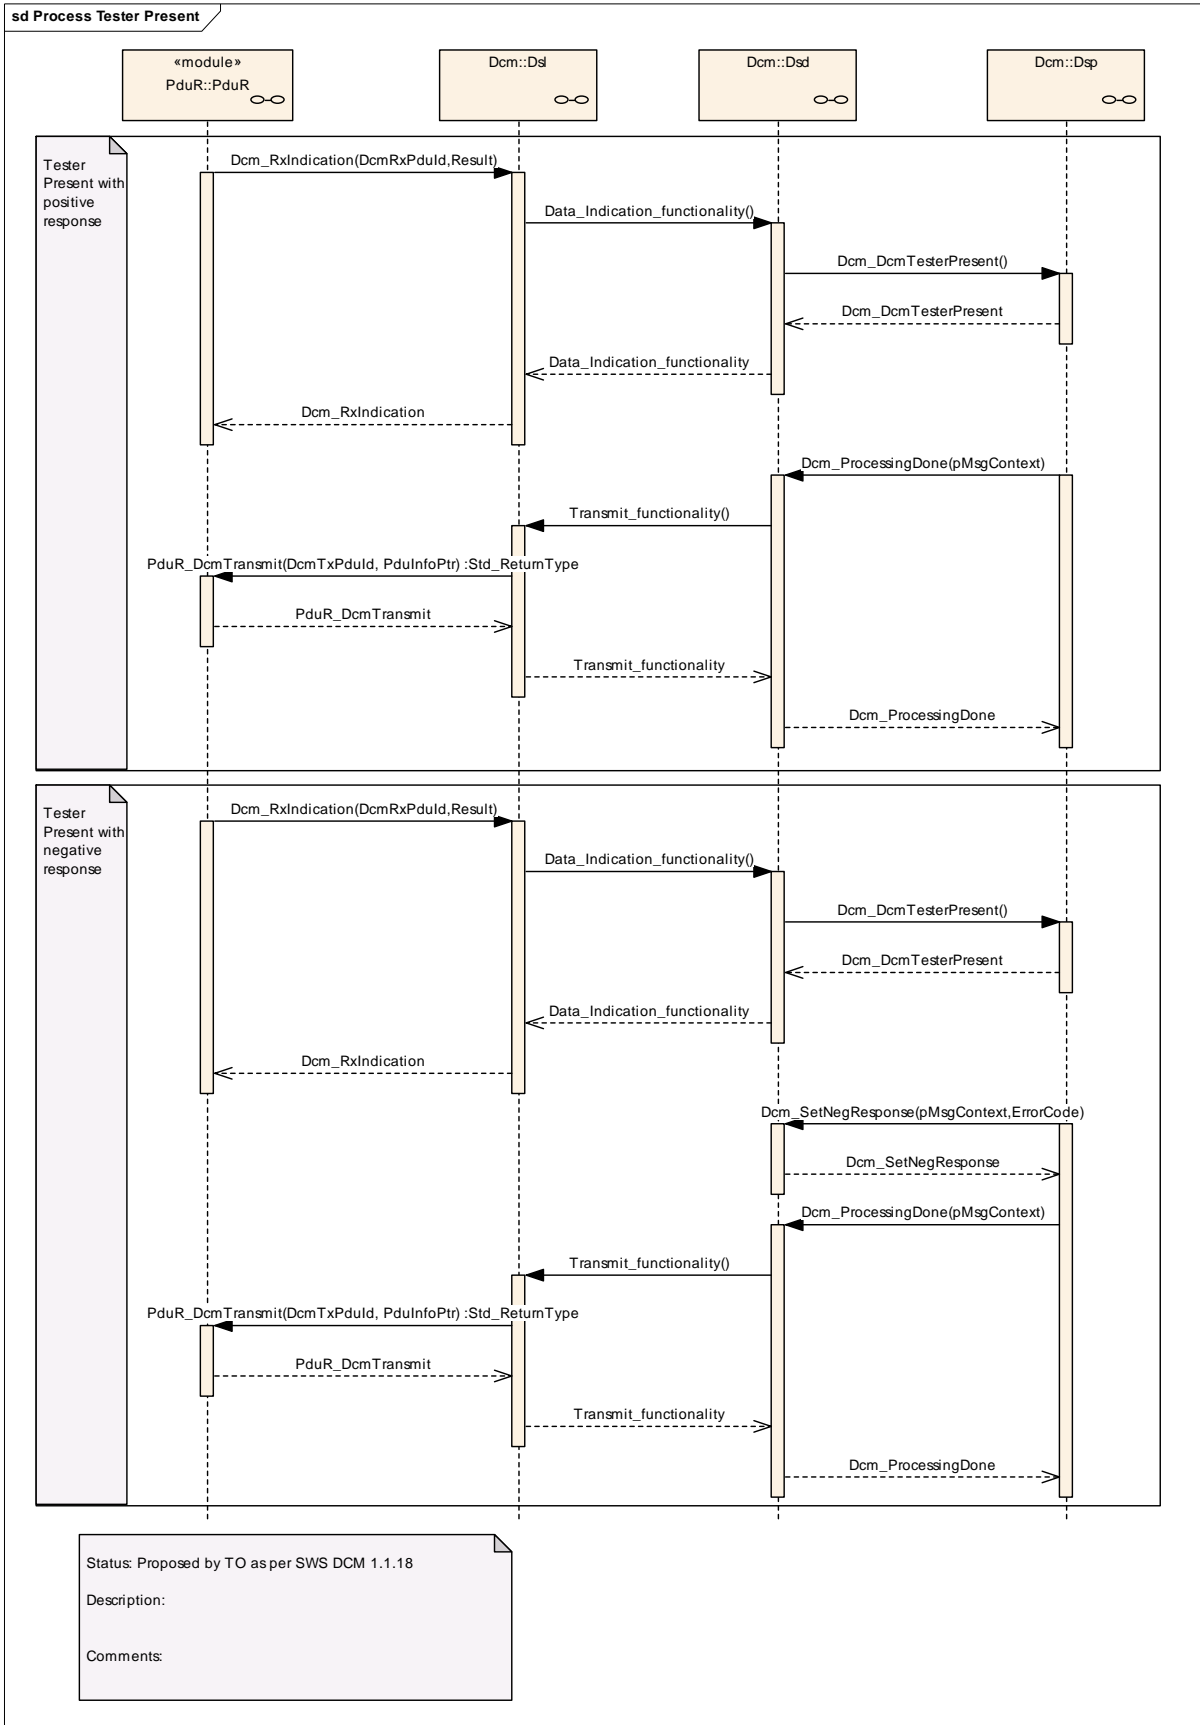 sd Process Tester Present
«module»
PduR::PduR
Dcm::Dsl
Dcm::Dsd
Dcm::Dsp
Tester
Present with
positive
response
Dcm_RxIndication(DcmRxPduId,Result)
Data_Indication_functionality()
Dcm_DcmTesterPresent()
Dcm_DcmTesterPresent
Data_Indication_functionality
Dcm_RxIndication
Dcm_ProcessingDone(pMsgContext)
Transmit_functionality()
PduR_DcmTransmit(DcmTxPduId, PduInfoPtr) :Std_ReturnType
PduR_DcmTransmit
Transmit_functionality
Dcm_ProcessingDone
Tester
Present with
negative
response
Dcm_RxIndication(DcmRxPduId,Result)
Data_Indication_functionality()
Dcm_DcmTesterPresent()
Dcm_DcmTesterPresent
Data_Indication_functionality
Dcm_RxIndication
Dcm_SetNegResponse(pMsgContext,ErrorCode)
Dcm_SetNegResponse
Dcm_ProcessingDone(pMsgContext)
Transmit_functionality()
PduR_DcmTransmit(DcmTxPduId, PduInfoPtr) :Std_ReturnType
PduR_DcmTransmit
Transmit_functionality
Dcm_ProcessingDone
Status: Proposed by TO as per SWS DCM 1.1.18
Description:
Comments: